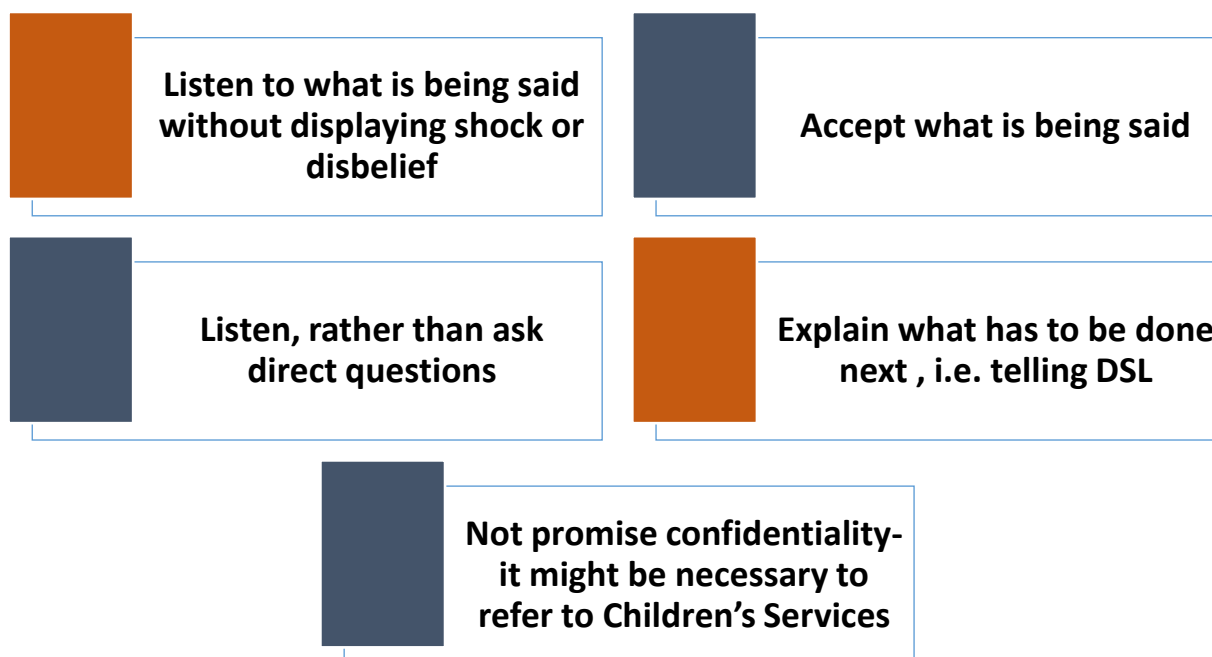 Listen to what is being said
without displaying shock or
disbelief
Accept what is being said
Listen, rather than ask
direct questions
Explain what has to be done
next , i.e. telling DSL
Not promise confidentiality-
it might be necessary to
refer to Children’s Services